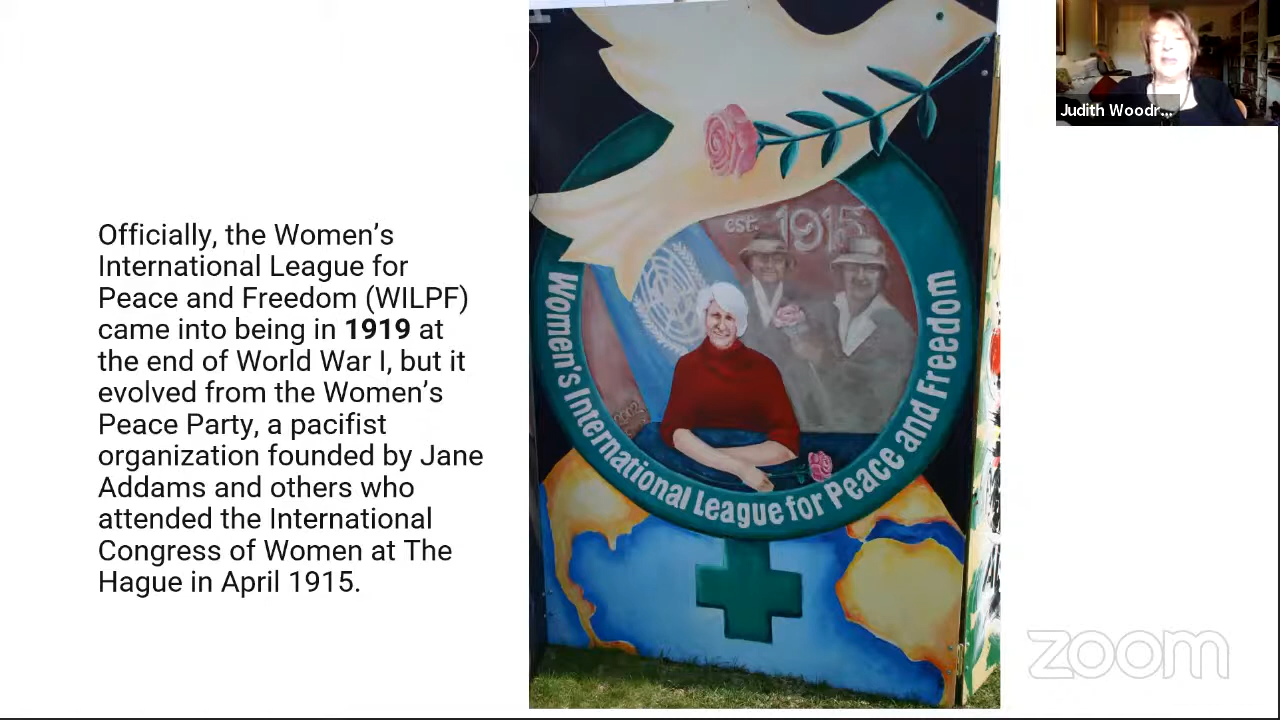 Officially, the Women’s
International League for
Peace and Freedom (WILPF)
came into being in 1919 at
the end of World War I, but it
evolved from the Women’s
Peace Party, a pacifist
organization founded by Jane
Addams and others who
attended the International
Congress of Women at The
Hague in April 1915.
est. 1915
Women's International League for Peace and Freedom
2002
Judith Woodr...
zoom